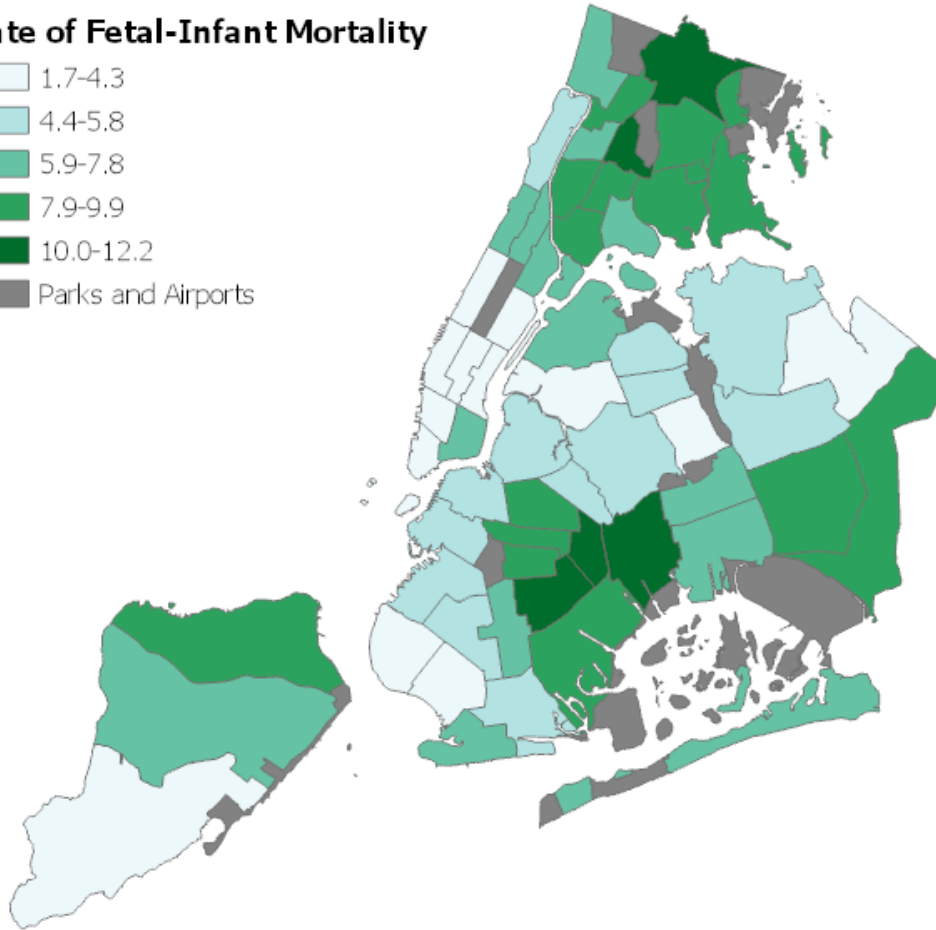 of Fetal-Infant Mortality
1.7-4.3
4.4-5.8
5.9-7.8
7.9-9.9
10.0-12.2
Parks and Airports